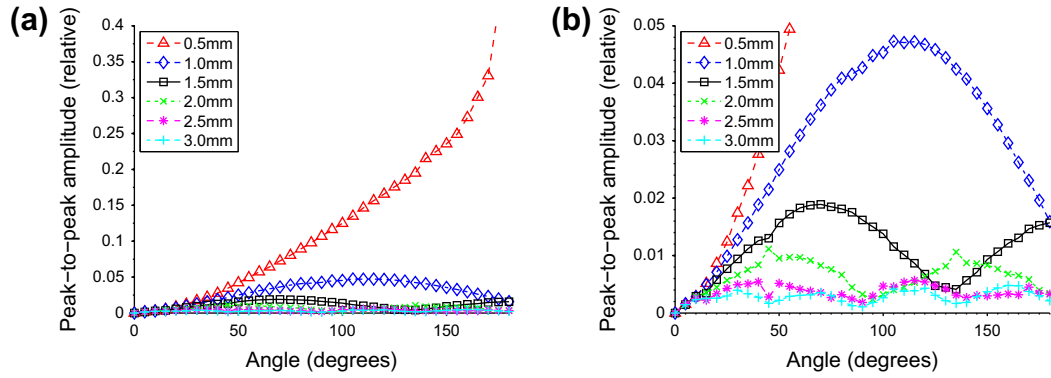 (a)
Peak−to−peak amplitude (relative)
0.4
0.35
0.3
0.25
0.2
0.15
0.1
0.05
0
0.5mm
1.0mm
1.5mm
2.0mm
2.5mm
3.0mm
0
50
100
150
Angle (degrees)
(b)
Peak−to−peak amplitude (relative)
0.05
0.04
0.03
0.02
0.01
0
0.5mm
1.0mm
1.5mm
2.0mm
2.5mm
3.0mm
0
50
100
150
Angle (degrees)